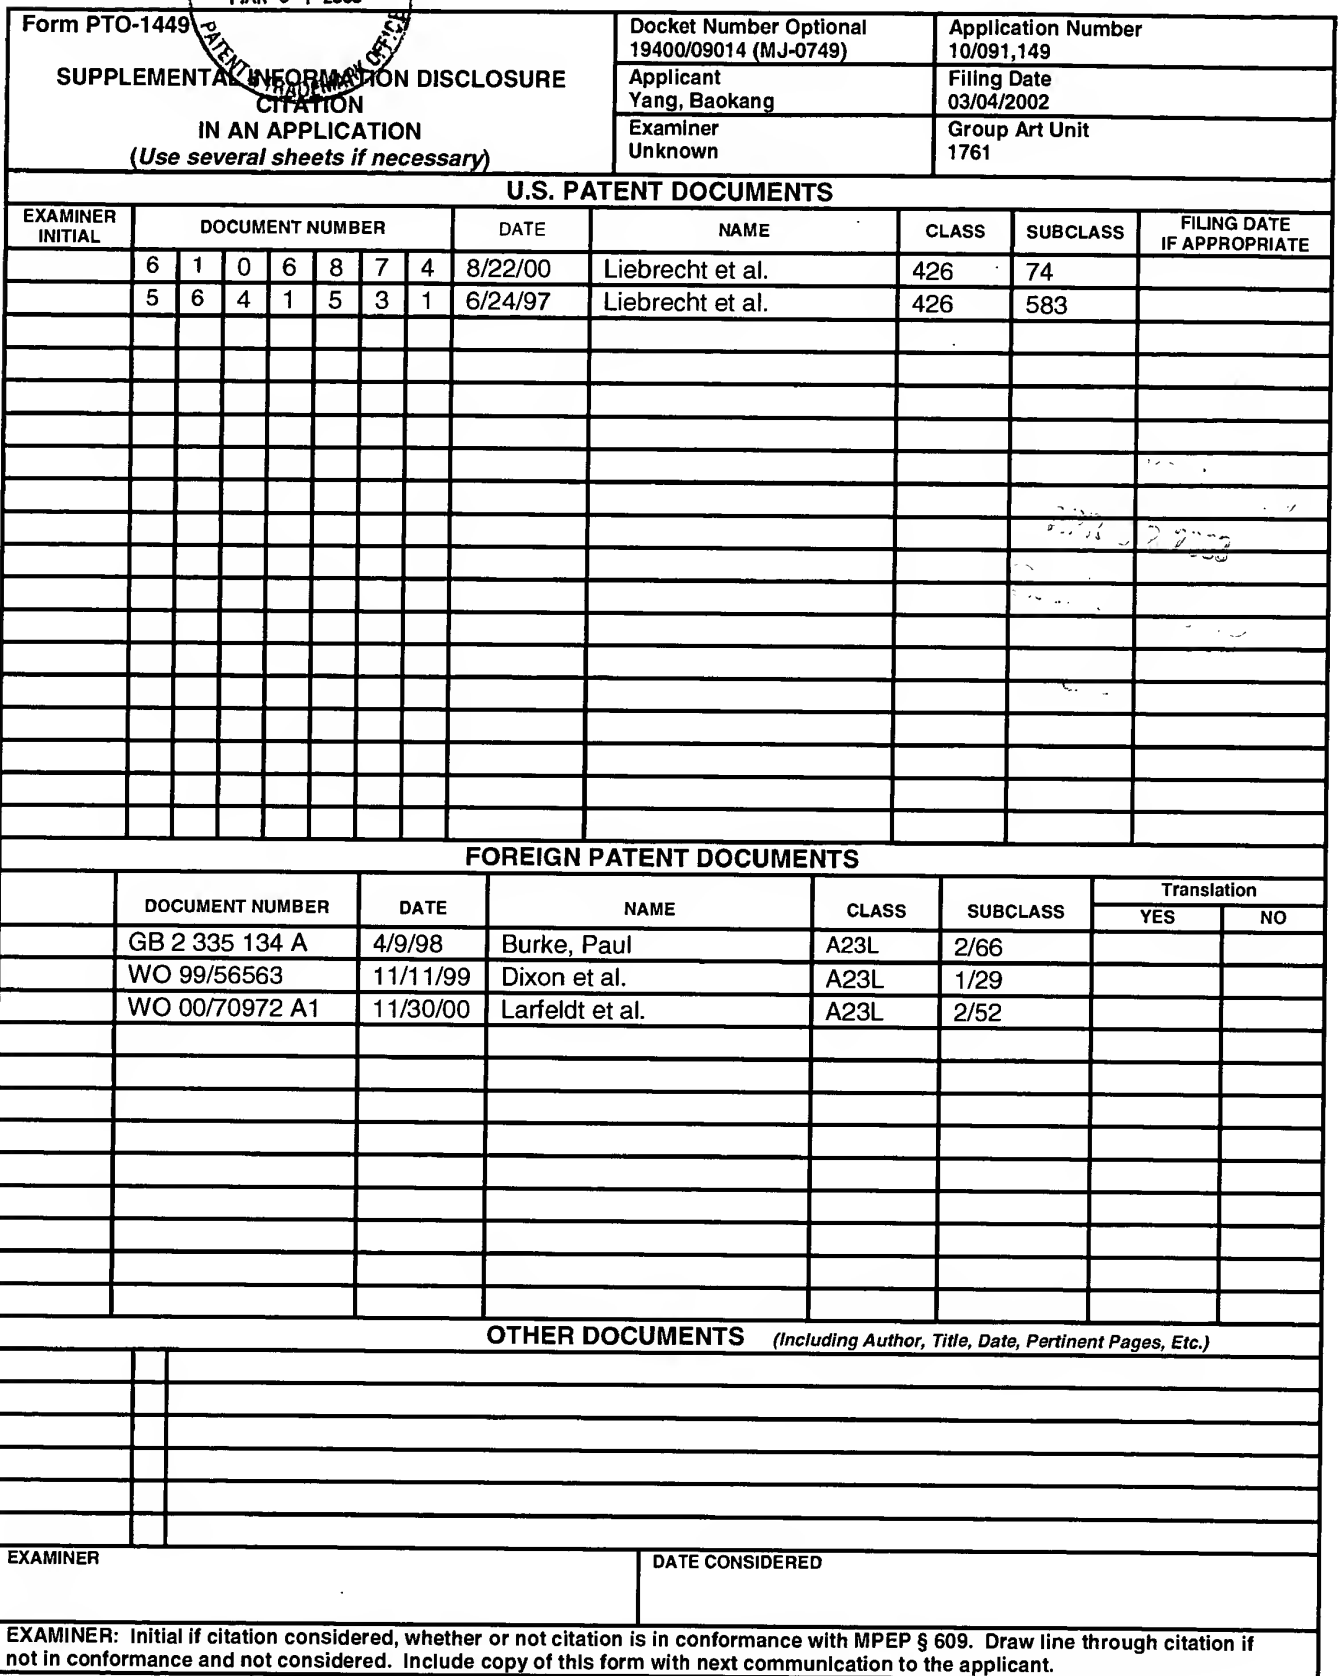 Form PTO-1449
PATENT & TRADEMARK OFFICE
SUPPLEMENTAL INFORMATION DISCLOSURE
CITATION
IN AN APPLICATION
(Use several sheets if necessary)
Docket Number Optional
19400/09014 (MJ-0749)
Application Number
10/091,149
Applicant
Yang, Baokang
Filing Date
03/04/2002
Examiner
Unknown
Group Art Unit
1761
U.S. PATENT DOCUMENTS
EXAMINER INITIAL DOCUMENT NUMBER DATE NAME CLASS SUBCLASS FILING DATE IF APPROPRIATE
6 1 0 6 8 7 4 8/22/00 Liebrecht et al. 426 74
5 6 4 1 5 3 1 6/24/97 Liebrecht et al. 426 583
FOREIGN PATENT DOCUMENTS
Translation
DOCUMENT NUMBER DATE NAME CLASS SUBCLASS YES NO
GB 2 335 134 A 4/9/98 Burke, Paul A23L 2/66
WO 99/56563 11/11/99 Dixon et al. A23L 1/29
WO 00/70972 A1 11/30/00 Larfeldt et al. A23L 2/52
OTHER DOCUMENTS (Including Author, Title, Date, Pertinent Pages, Etc.)
EXAMINER DATE CONSIDERED
EXAMINER: Initial if citation considered, whether or not citation is in conformance with MPEP § 609. Draw line through citation if
not in conformance and not considered. Include copy of this form with next communication to the applicant.